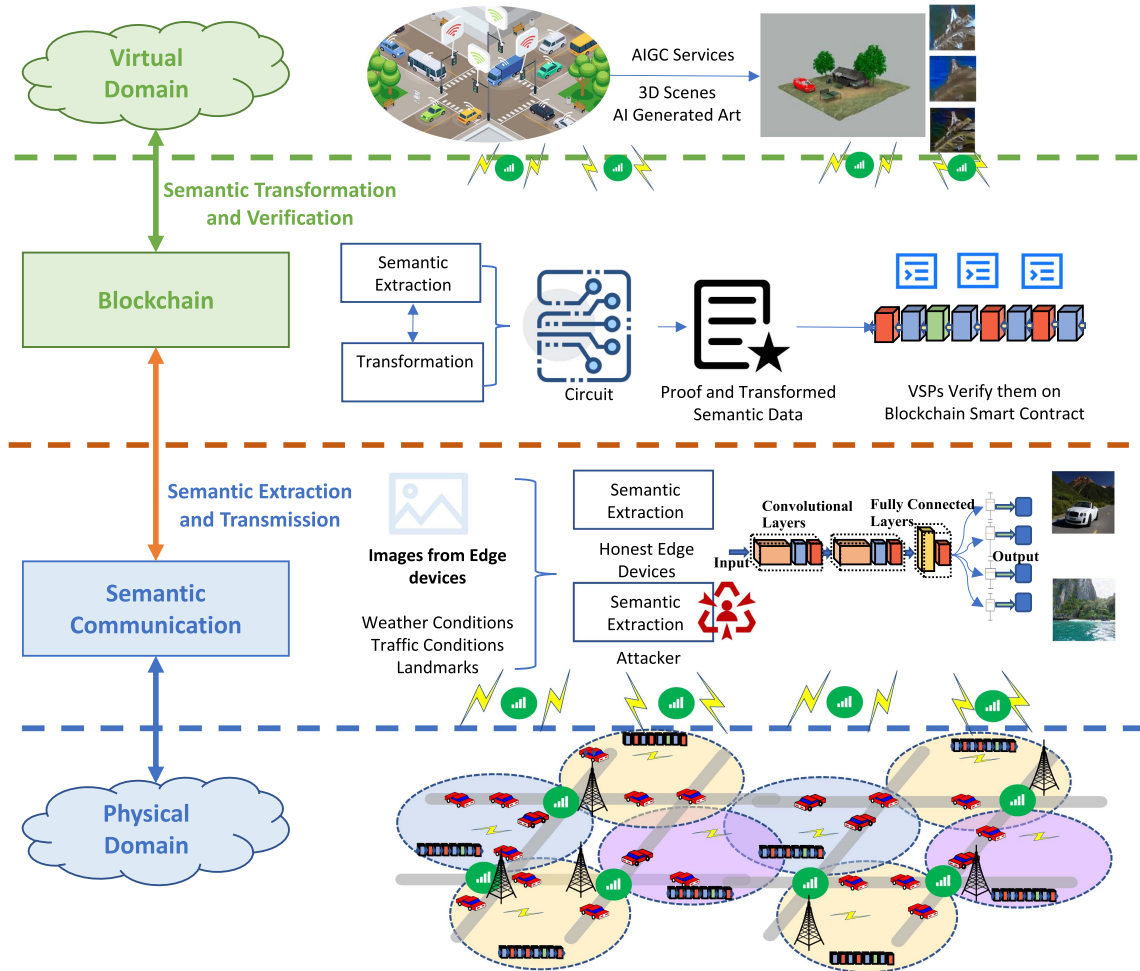 Virtual
Domain
AIGC Services
3D Scenes
AI Generated Art
Semantic Transformation
and Verification
Blockchain
Semantic
Extraction
Transformation
Circuit
Proof and Transformed
Semantic Data
VSPs Verify them on
Blockchain Smart Contract
Semantic Extraction
and Transmission
Semantic
Communication
Images from Edge
devices
Weather Conditions
Traffic Conditions
Landmarks
Semantic
Extraction
Honest Edge
Devices
Semantic
Extraction
Attacker
Convolutional
Layers
Fully Connected
Layers
Input
Output
Physical
Domain